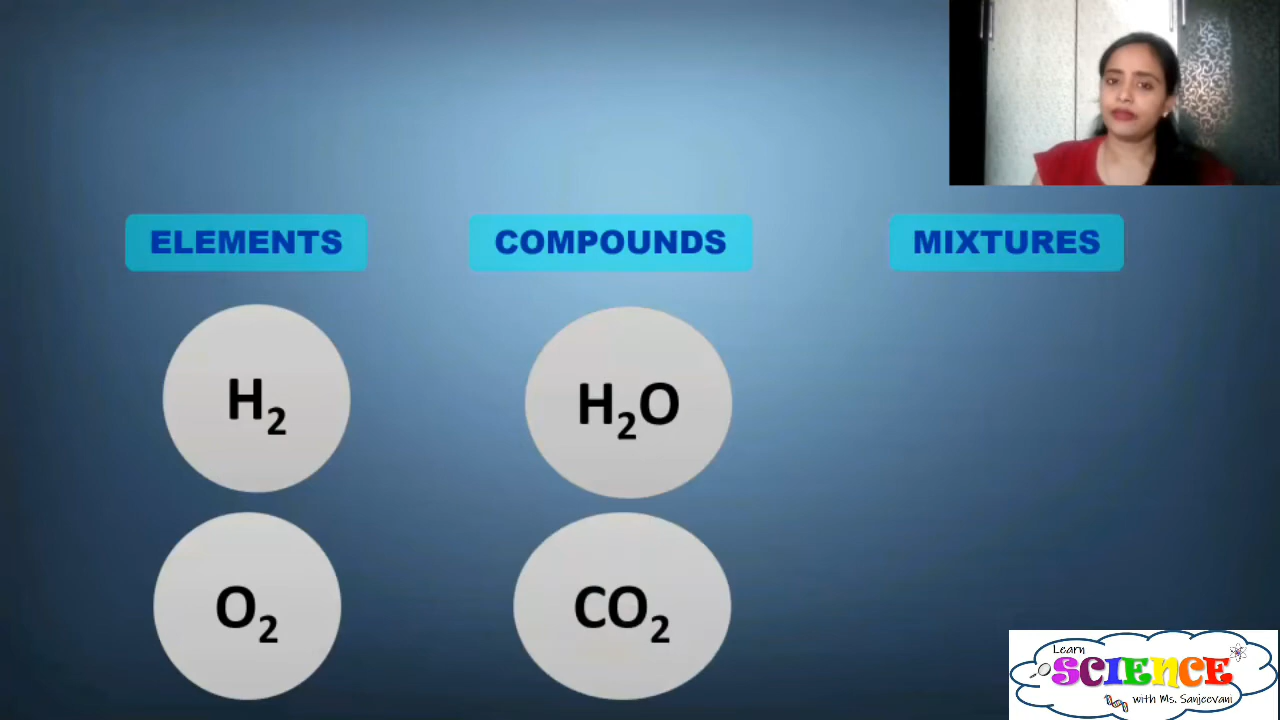 ELEMENTS COMPOUNDS MIXTURES
H₂ H₂O
O₂ CO₂
Learn
SCIENCE
with Ms. Sanjeevani